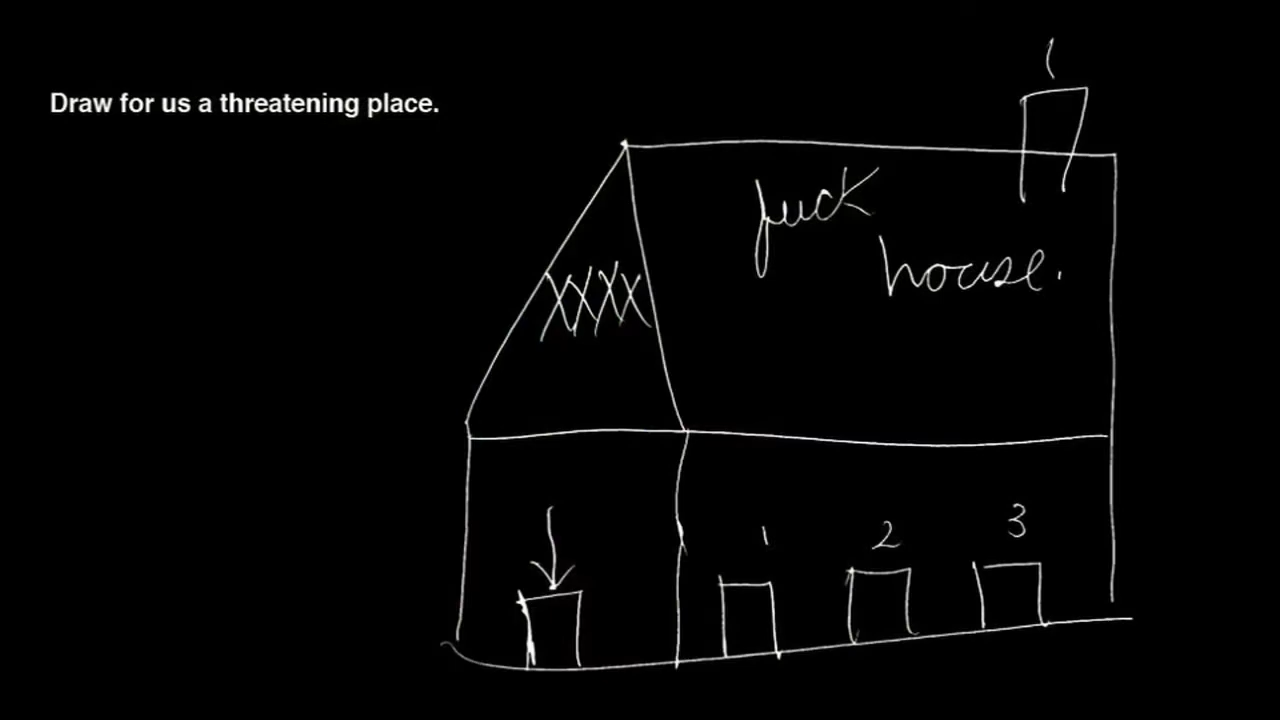 Draw for us a threatening place.
fuck
house.
XXXX
1 2 3